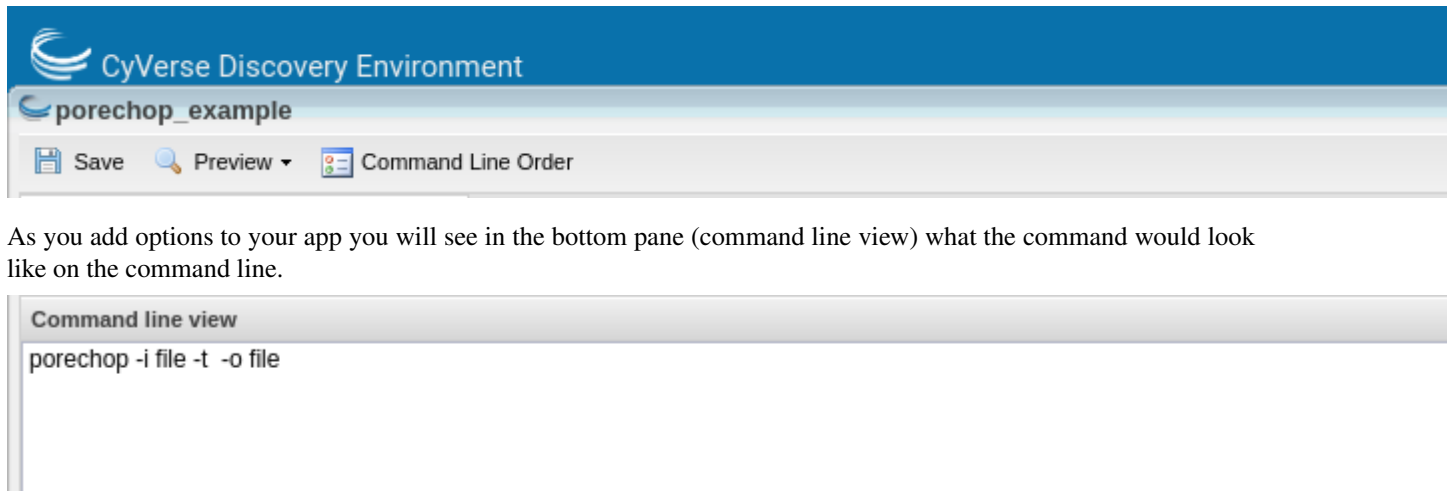 CyVerse Discovery Environment
porechop_example
Save Preview Command Line Order
As you add options to your app you will see in the bottom pane (command line view) what the command would look
like on the command line.
Command line view
porechop -i file -t  -o file